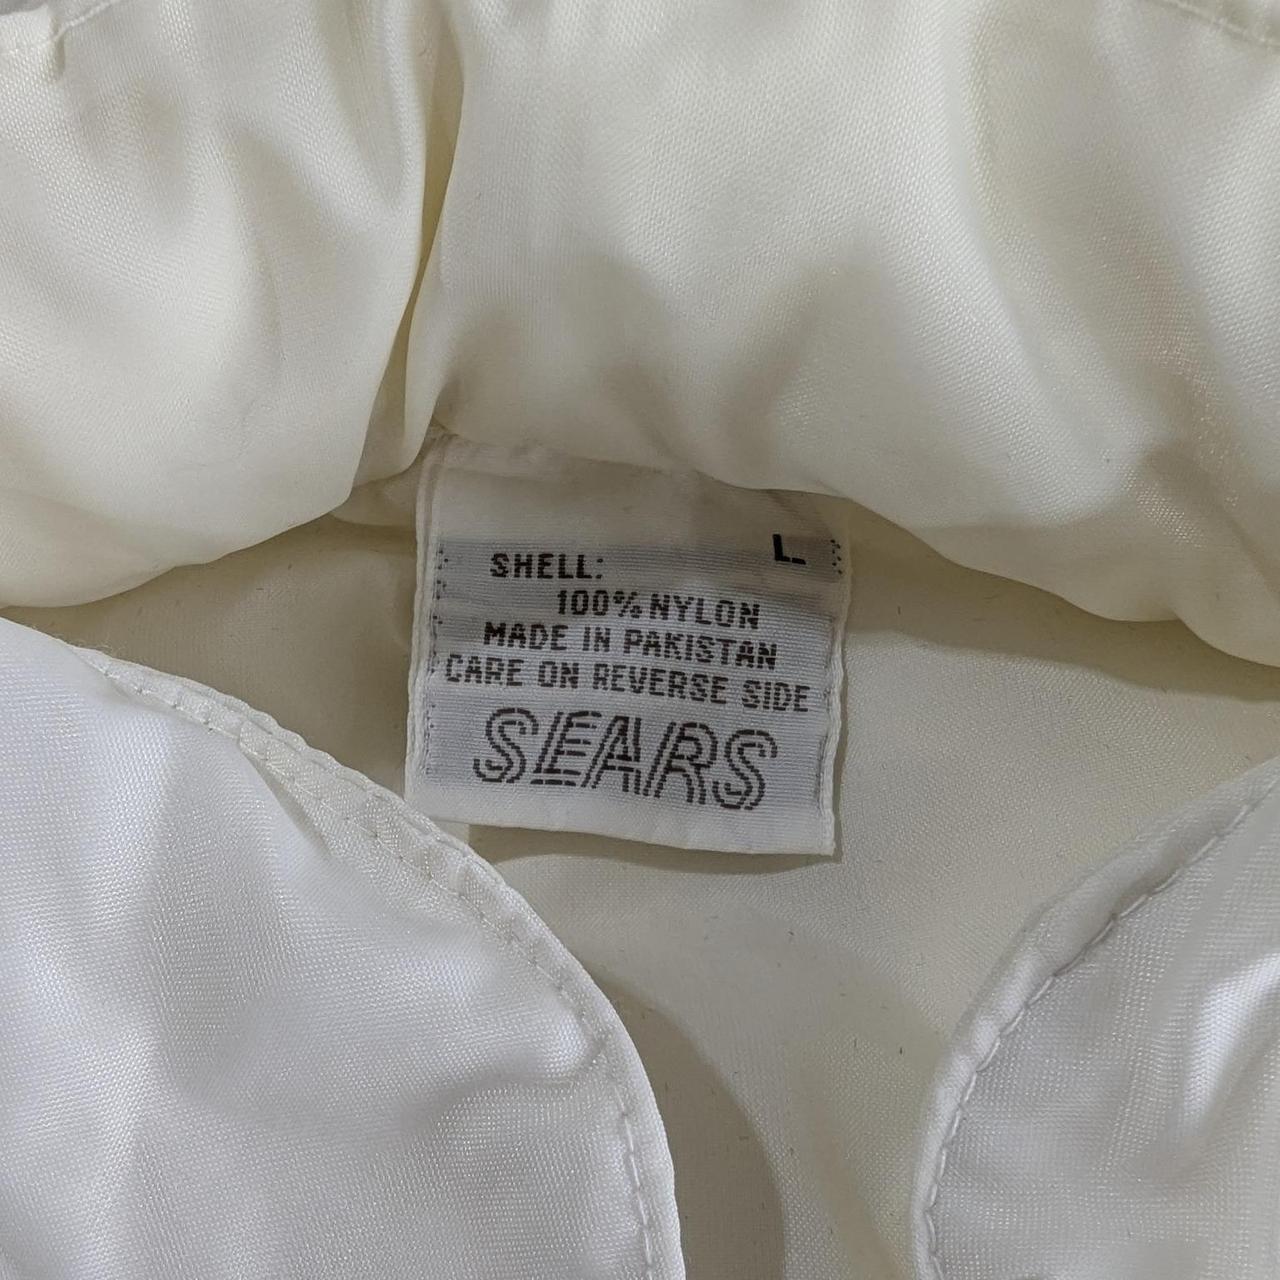 L
SHELL:
100% NYLON
MADE IN PAKISTAN
CARE ON REVERSE SIDE
SEARS